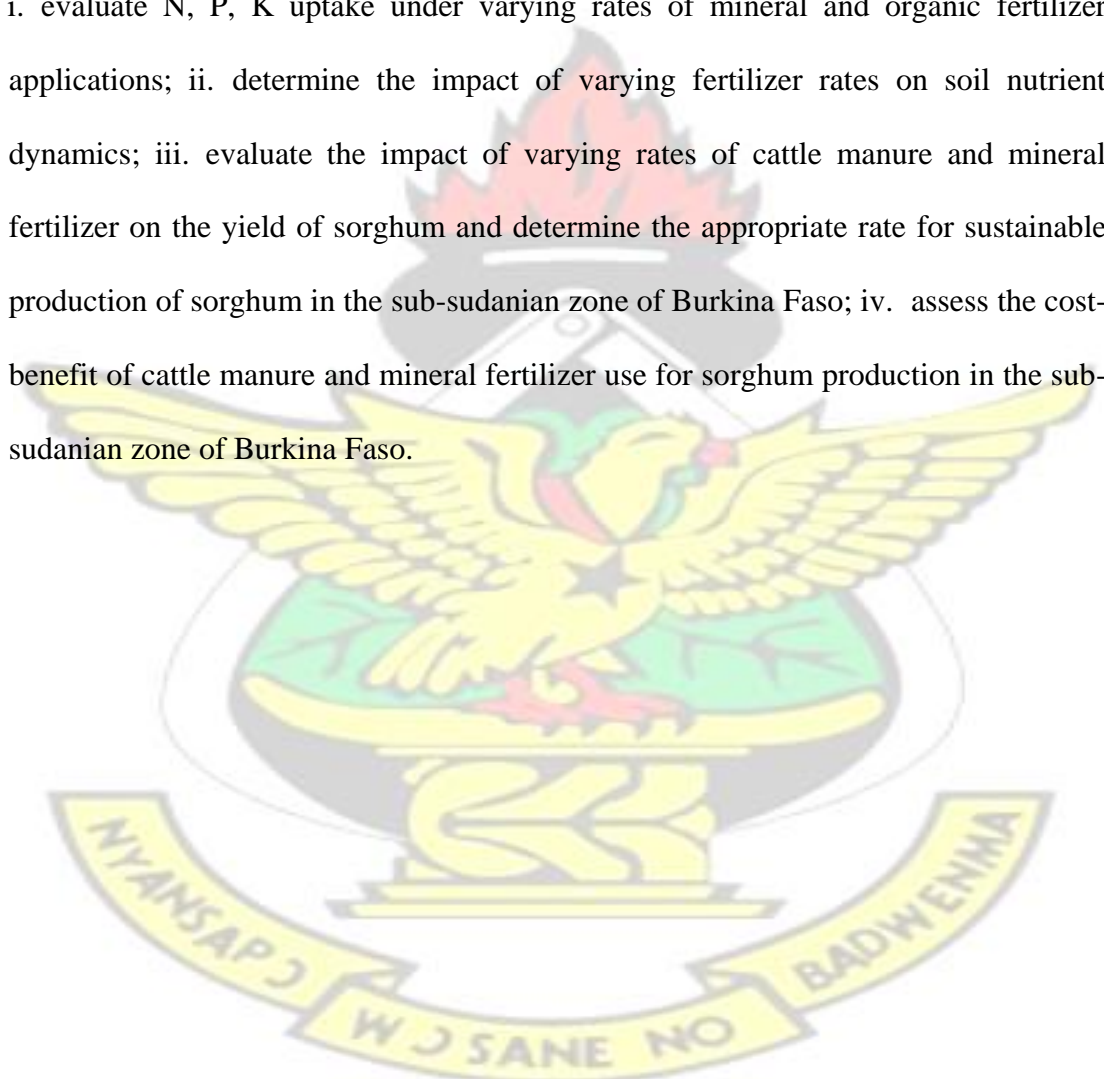 i. evaluate N, P, K uptake under varying rates of mineral and organic fertilizer
applications; ii. determine the impact of varying fertilizer rates on soil nutrient
dynamics; iii. evaluate the impact of varying rates of cattle manure and mineral
fertilizer on the yield of sorghum and determine the appropriate rate for sustainable
production of sorghum in the sub-sudanian zone of Burkina Faso; iv. assess the cost-
benefit of cattle manure and mineral fertilizer use for sorghum production in the sub-
sudanian zone of Burkina Faso.
NYANSAPƆ WƆ SANE NO BADWENMA